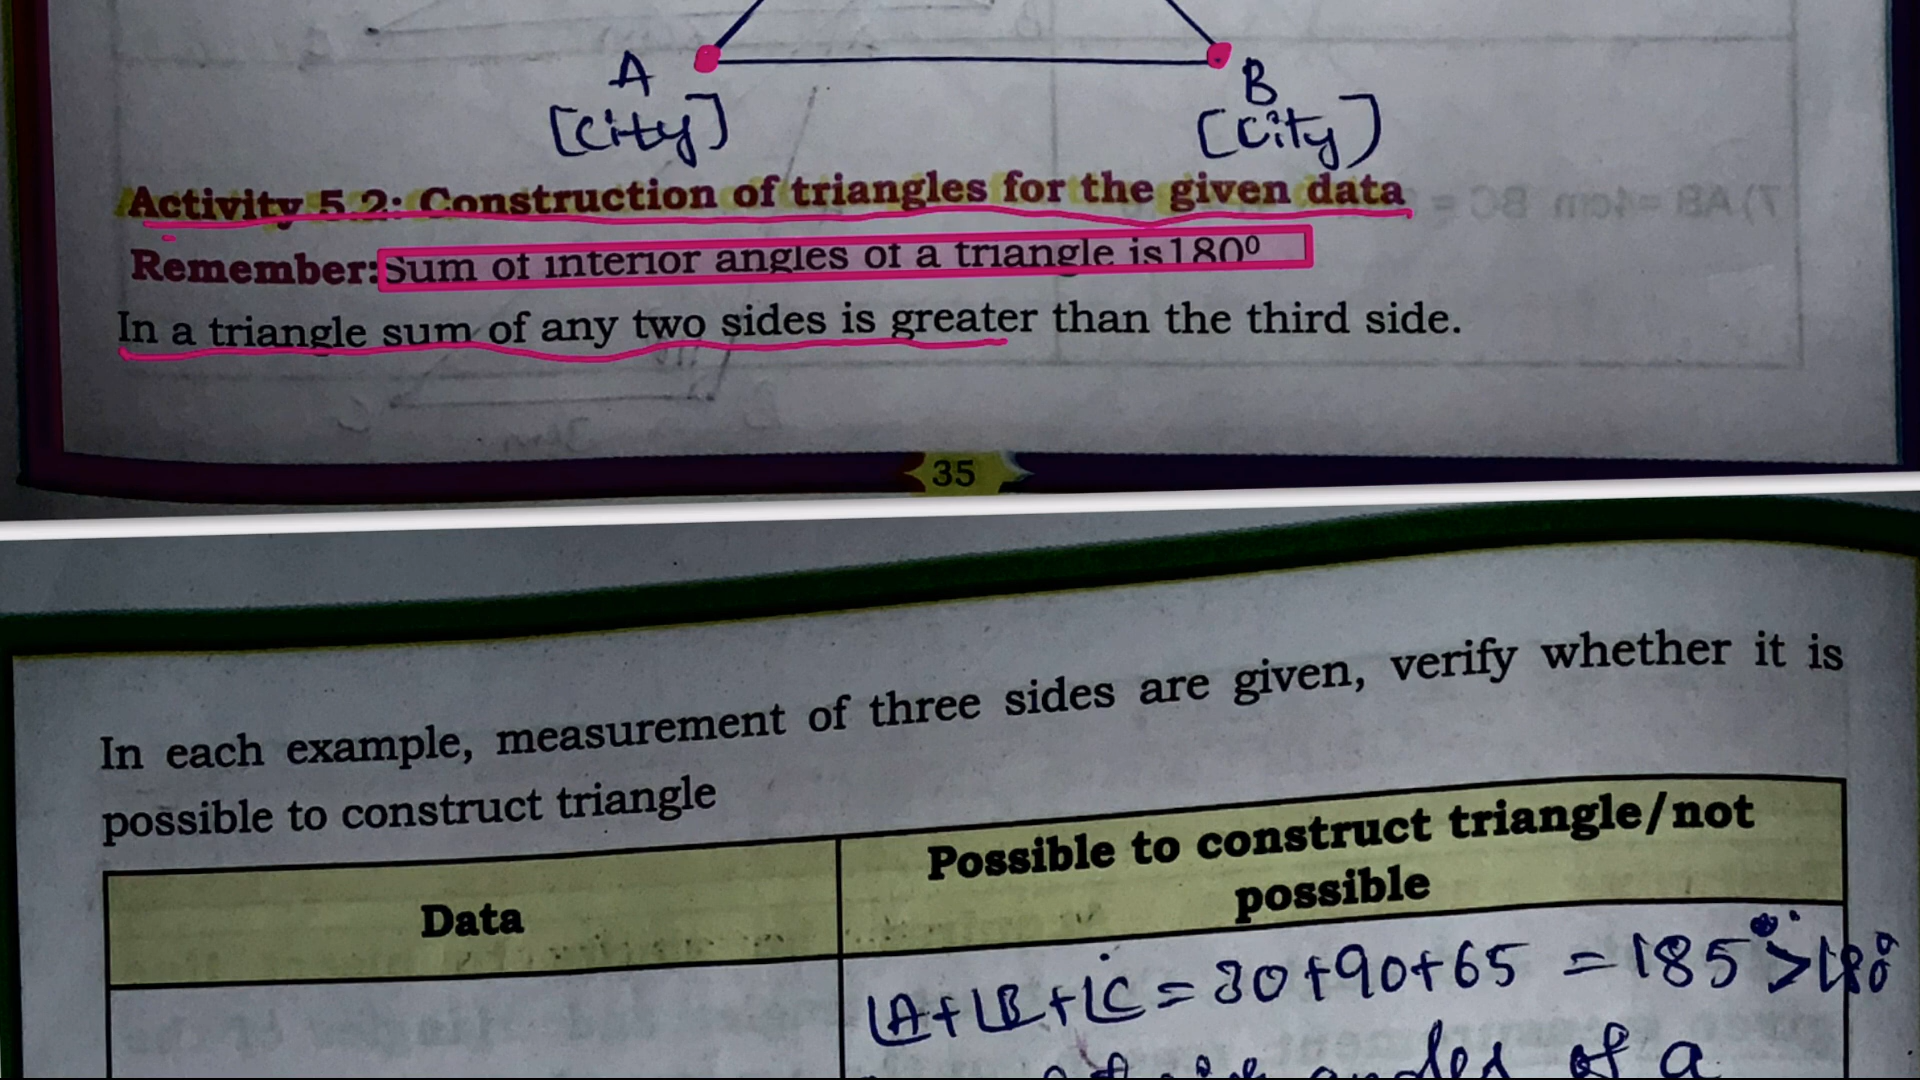 A B
[City] [City]
Activity 5.2: Construction of triangles for the given data
Remember: Sum of interior angles of a triangle is 180⁰
In a triangle sum of any two sides is greater than the third side.
35
In each example, measurement of three sides are given, verify whether it is
possible to construct triangle
Data
Possible to construct triangle/not
possible
∠A+∠B+∠C = 30+90+65 = 185° > 180°
of a